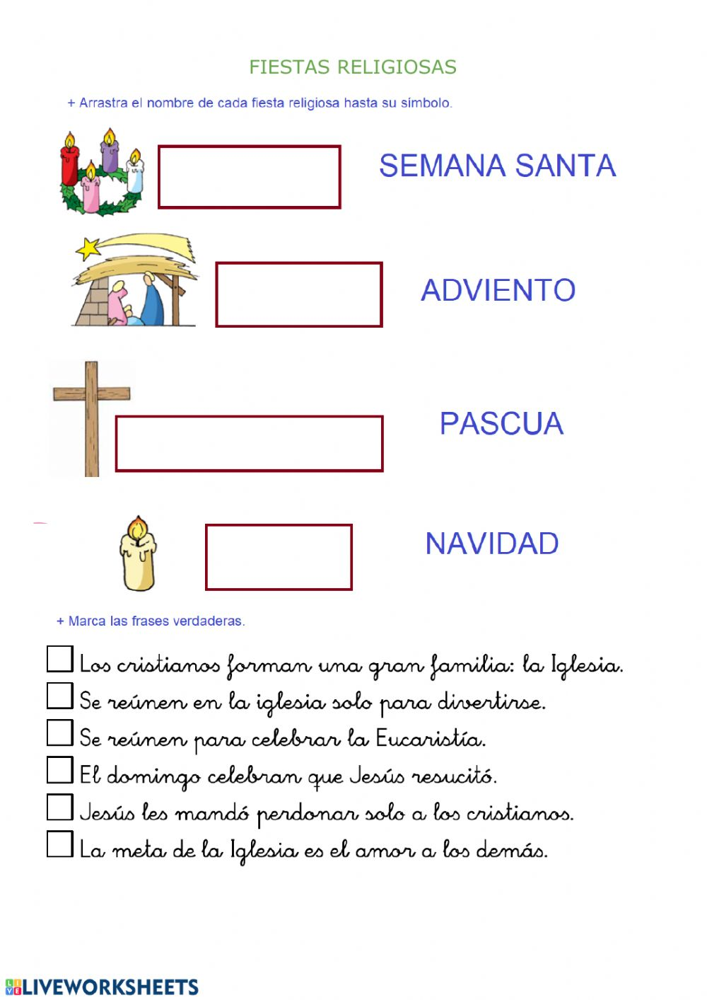 FIESTAS RELIGIOSAS
+ Arrastra el nombre de cada fiesta religiosa hasta su símbolo.
SEMANA SANTA
ADVIENTO
PASCUA
NAVIDAD
+ Marca las frases verdaderas.
Los cristianos forman una gran familia: la Iglesia.
Se reúnen en la iglesia solo para divertirse.
Se reúnen para celebrar la Eucaristía.
El domingo celebran que Jesús resucitó.
Jesús les mandó perdonar solo a los cristianos.
La meta de la Iglesia es el amor a los demás.
LIVE LIVEWORKSHEETS